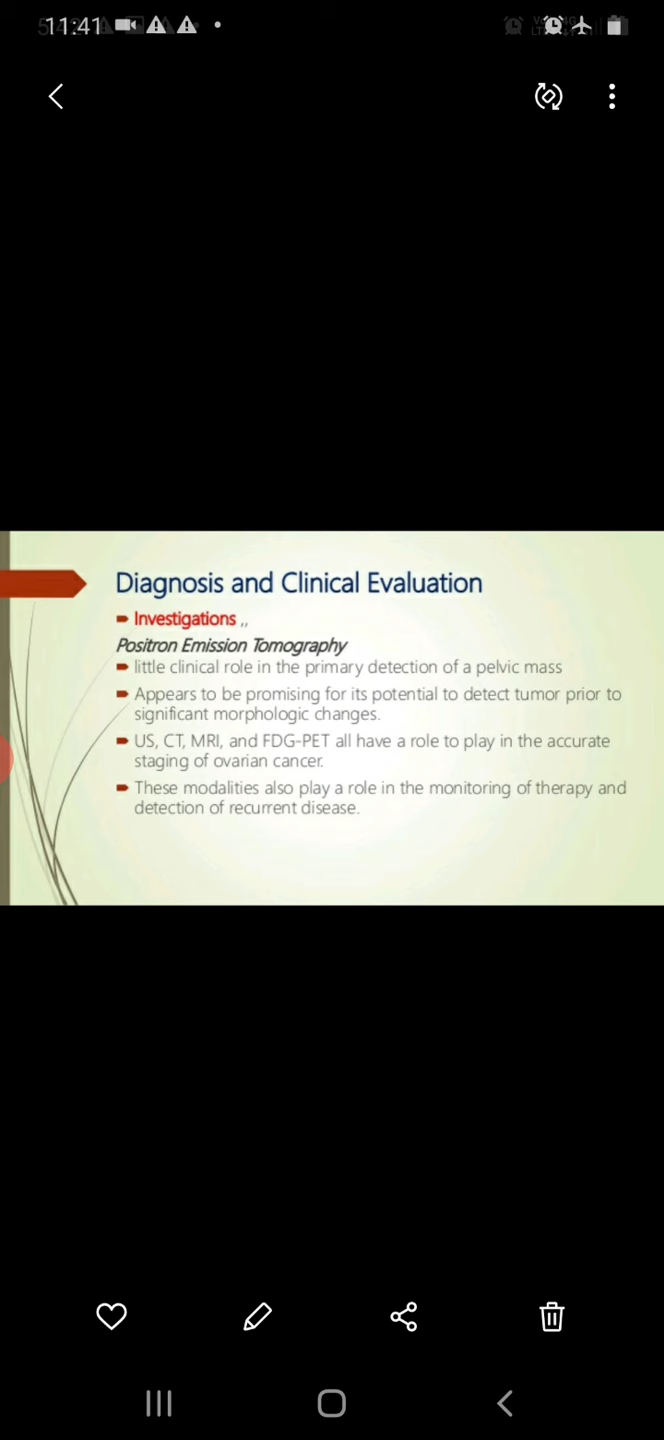 11:41
Diagnosis and Clinical Evaluation
Investigations ,,
Positron Emission Tomography
little clinical role in the primary detection of a pelvic mass
Appears to be promising for its potential to detect tumor prior to
significant morphologic changes.
US, CT, MRI, and FDG-PET all have a role to play in the accurate
staging of ovarian cancer.
These modalities also play a role in the monitoring of therapy and
detection of recurrent disease.